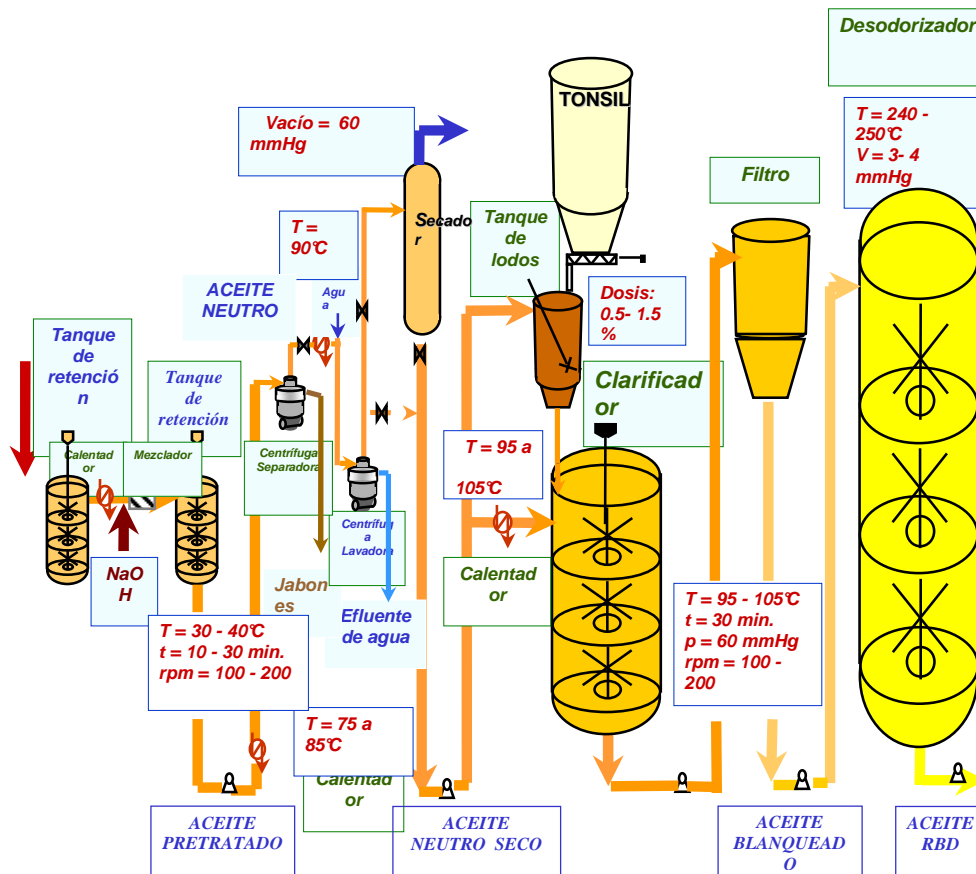 Desodorizador
T = 240 -
250°C
V = 3- 4
mmHg
TONSIL
Vacío =  60
mmHg
Filtro
Secado
r
Tanque
de
lodos
T =
90°C
ACEITE
NEUTRO
Agu
a
Dosis:
0.5- 1.5
%
Tanque
de
retenció
n
Tanque
de
retención
Clarificad
or
Calentad
or
Mezclador
Centrífuga
Separadora
T = 95 a
105°C
Centrífug
a
Lavadora
NaO
H
Jabon
es
Calentad
or
Efluente
de agua
T = 30 - 40°C
t = 10 - 30 min.
rpm = 100 - 200
T = 95 - 105°C
t = 30 min.
p = 60 mmHg
rpm = 100 -
200
T = 75 a
85°C
Calentad
or
ACEITE
PRETRATADO
ACEITE
NEUTRO  SECO
ACEITE
BLANQUEAD
O
ACEITE
RBD